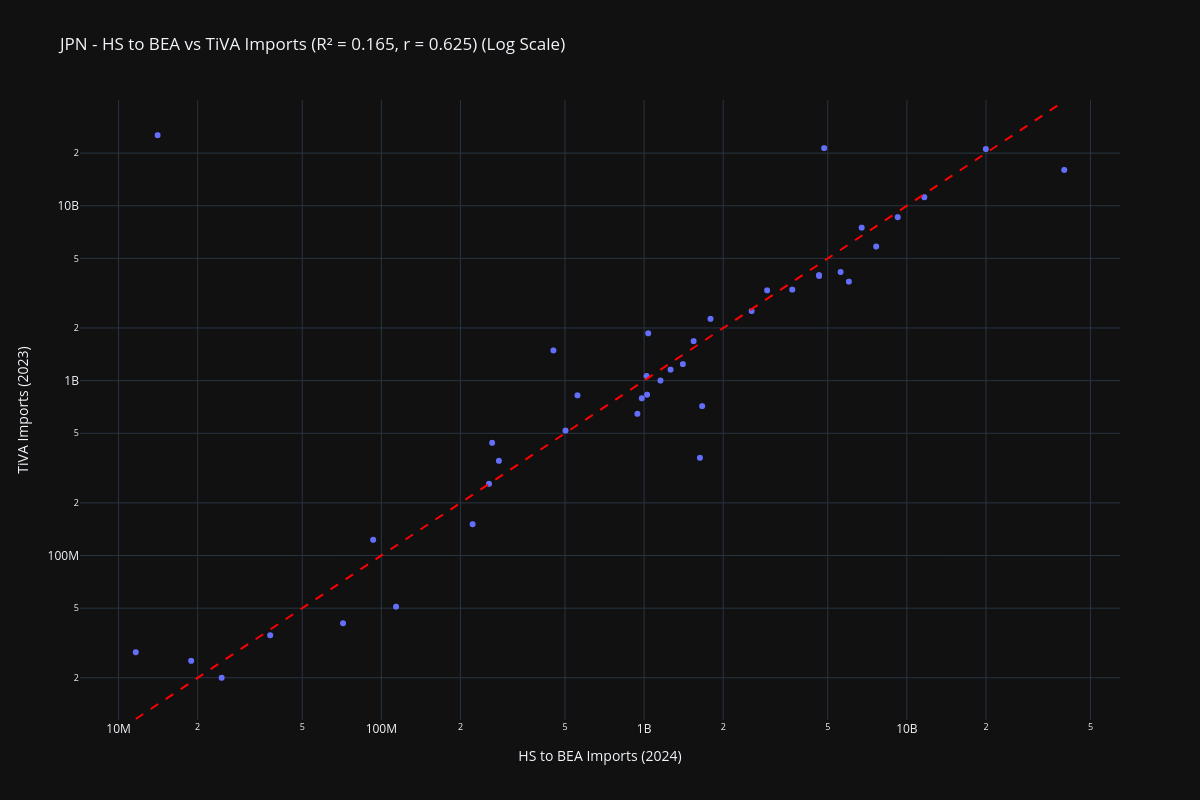 JPN - HS to BEA vs TiVA Imports (R² = 0.165, r = 0.625) (Log Scale)
TiVA Imports (2023)
2
10B
5
2
1B
5
2
100M
5
2
10M 2 5 100M 2 5 1B 2 5 10B 2 5
HS to BEA Imports (2024)